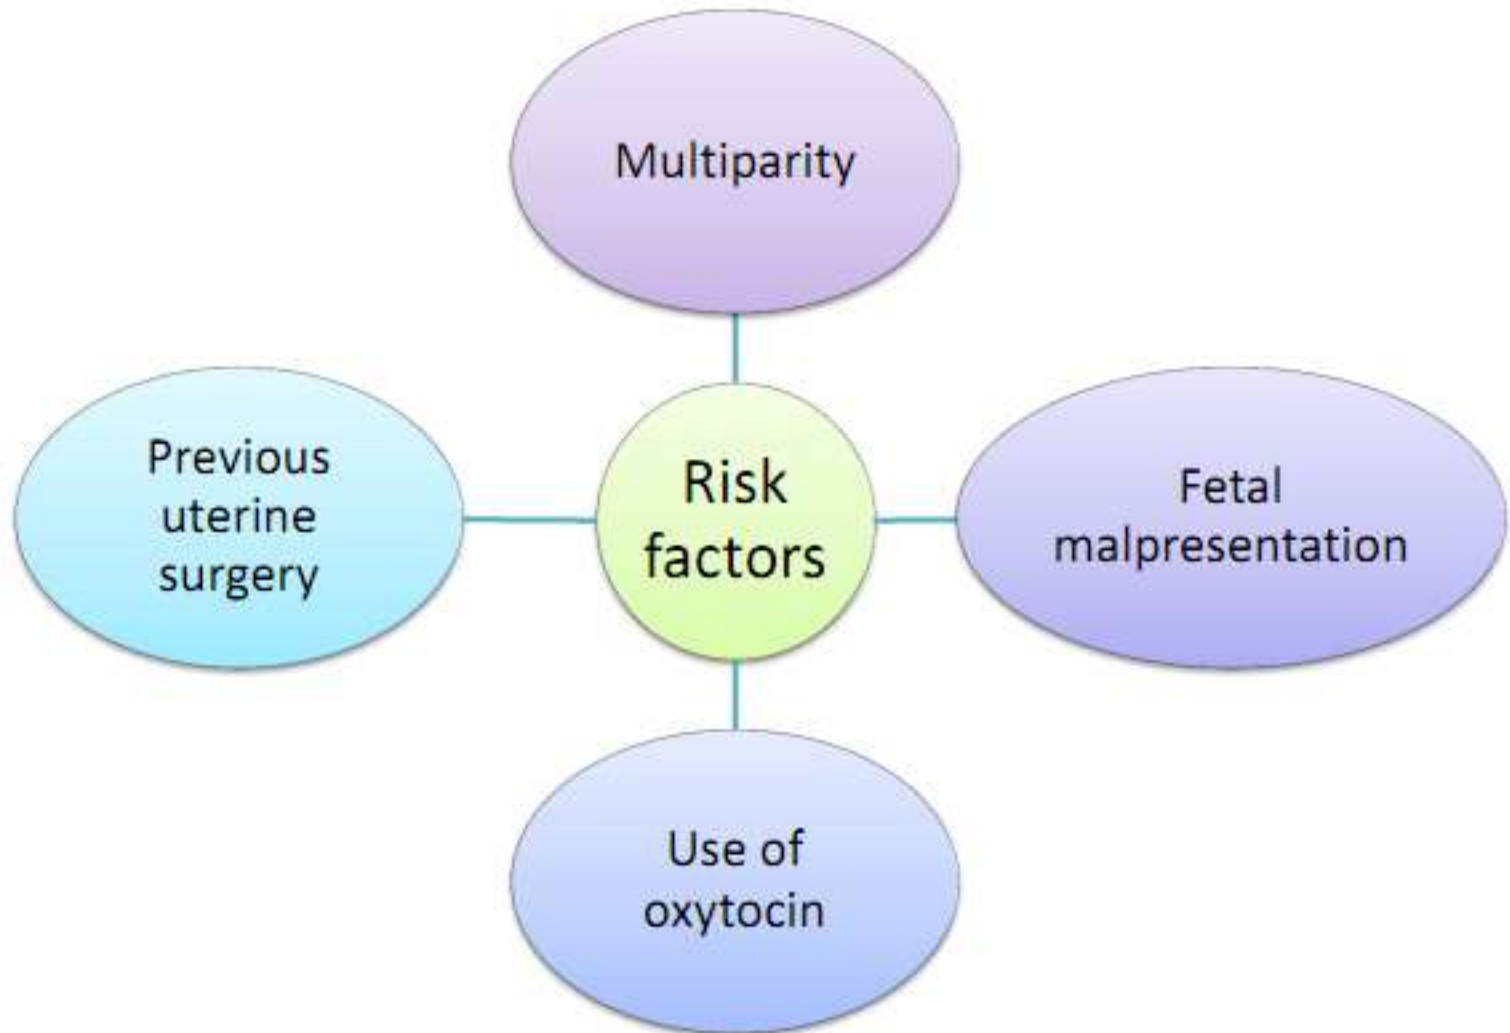 Multiparity
Previous
uterine
surgery
Risk
factors
Fetal
malpresentation
Use of
oxytocin